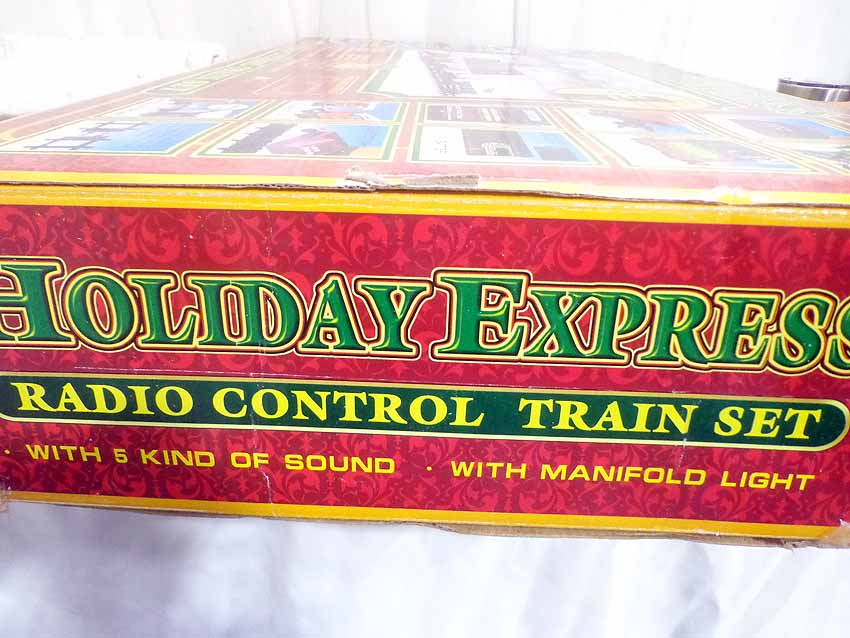 HOLIDAY EXPRESS
RADIO CONTROL TRAIN SET
· WITH 5 KIND OF SOUND · WITH MANIFOLD LIGHT